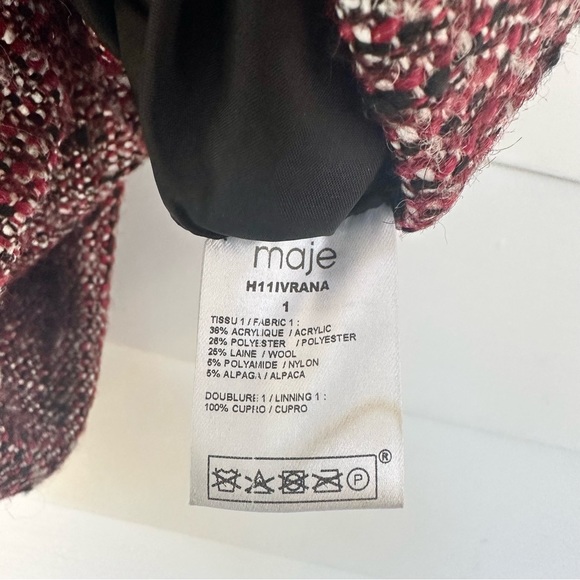 maje
H11IVRANA
1
TISSU 1 / FABRIC 1 :
36% ACRYLIQUE / ACRYLIC
26% POLYESTER / POLYESTER
25% LAINE / WOOL
6% POLYAMIDE / NYLON
5% ALPAGA / ALPACA
DOUBLURE 1 / LINNING 1 :
100% CUPRO / CUPRO
P ®